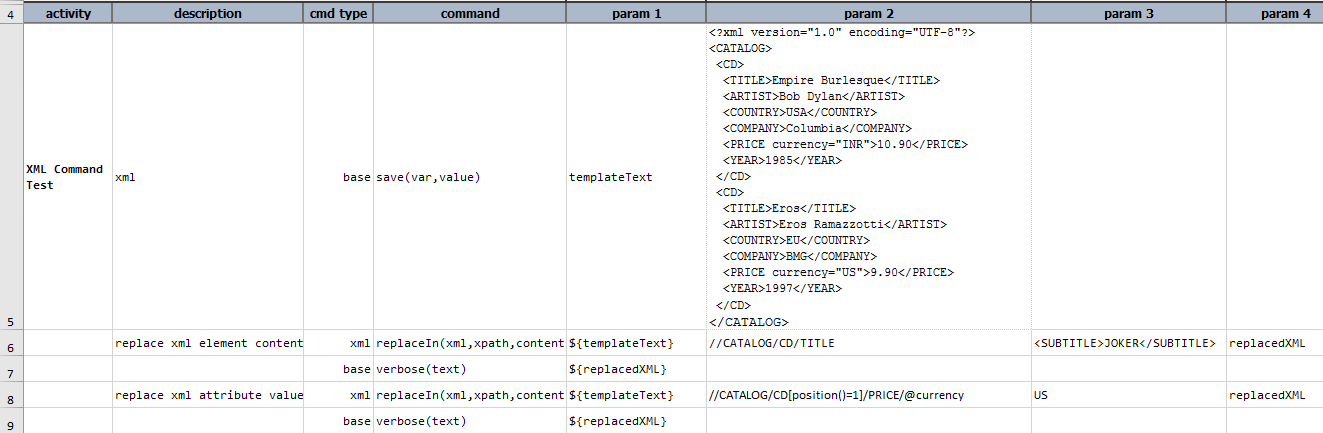 4 activity description cmd type command param 1 param 2 param 3 param 4
<?xml version="1.0" encoding="UTF-8"?>
<CATALOG>
<CD>
<TITLE>Empire Burlesque</TITLE>
<ARTIST>Bob Dylan</ARTIST>
<COUNTRY>USA</COUNTRY>
<COMPANY>Columbia</COMPANY>
<PRICE currency="INR">10.90</PRICE>
<YEAR>1985</YEAR>
XML Command
Test
xml base save(var,value) templateText
</CD>
<CD>
<TITLE>Eros</TITLE>
<ARTIST>Eros Ramazzotti</ARTIST>
<COUNTRY>EU</COUNTRY>
<COMPANY>BMG</COMPANY>
<PRICE currency="US">9.90</PRICE>
<YEAR>1997</YEAR>
</CD>
5 </CATALOG>
6 replace xml element content xml replaceIn(xml,xpath,content ${templateText} //CATALOG/CD/TITLE <SUBTITLE>JOKER</SUBTITLE> replacedXML
7 base verbose(text) ${replacedXML}
8 replace xml attribute value xml replaceIn(xml,xpath,content ${templateText} //CATALOG/CD[position()=1]/PRICE/@currency US replacedXML
9 base verbose(text) ${replacedXML}